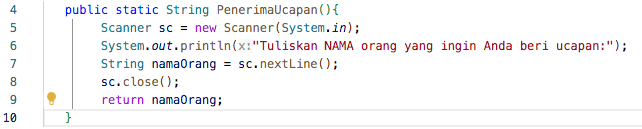 4 public static String PenerimaUcapan(){
5 Scanner sc = new Scanner(System.in);
6 System.out.println(x:"Tuliskan NAMA orang yang ingin Anda beri ucapan:");
7 String namaOrang = sc.nextLine();
8 sc.close();
9 return namaOrang;
10 }